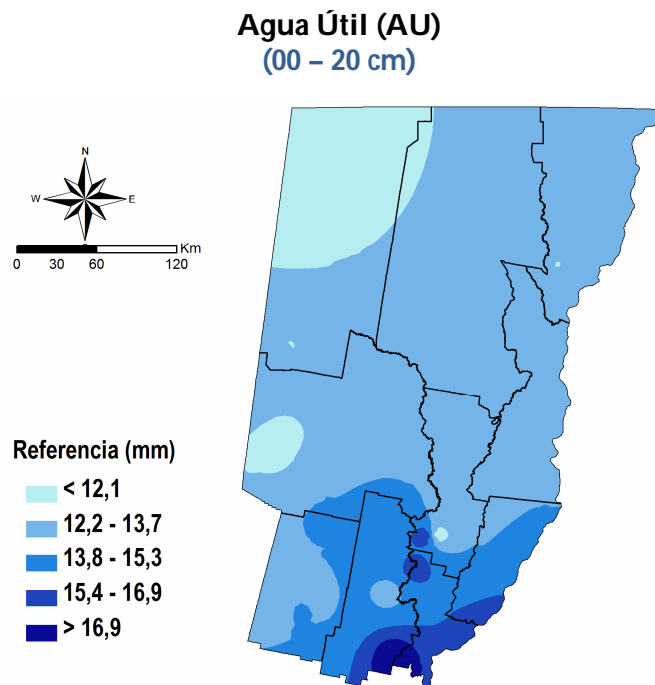 Agua Útil (AU)
(00 – 20 cm)
N
W
E
Km
0 30 60 120
Referencia (mm)
< 12,1
12,2 - 13,7
13,8 - 15,3
15,4 - 16,9
> 16,9